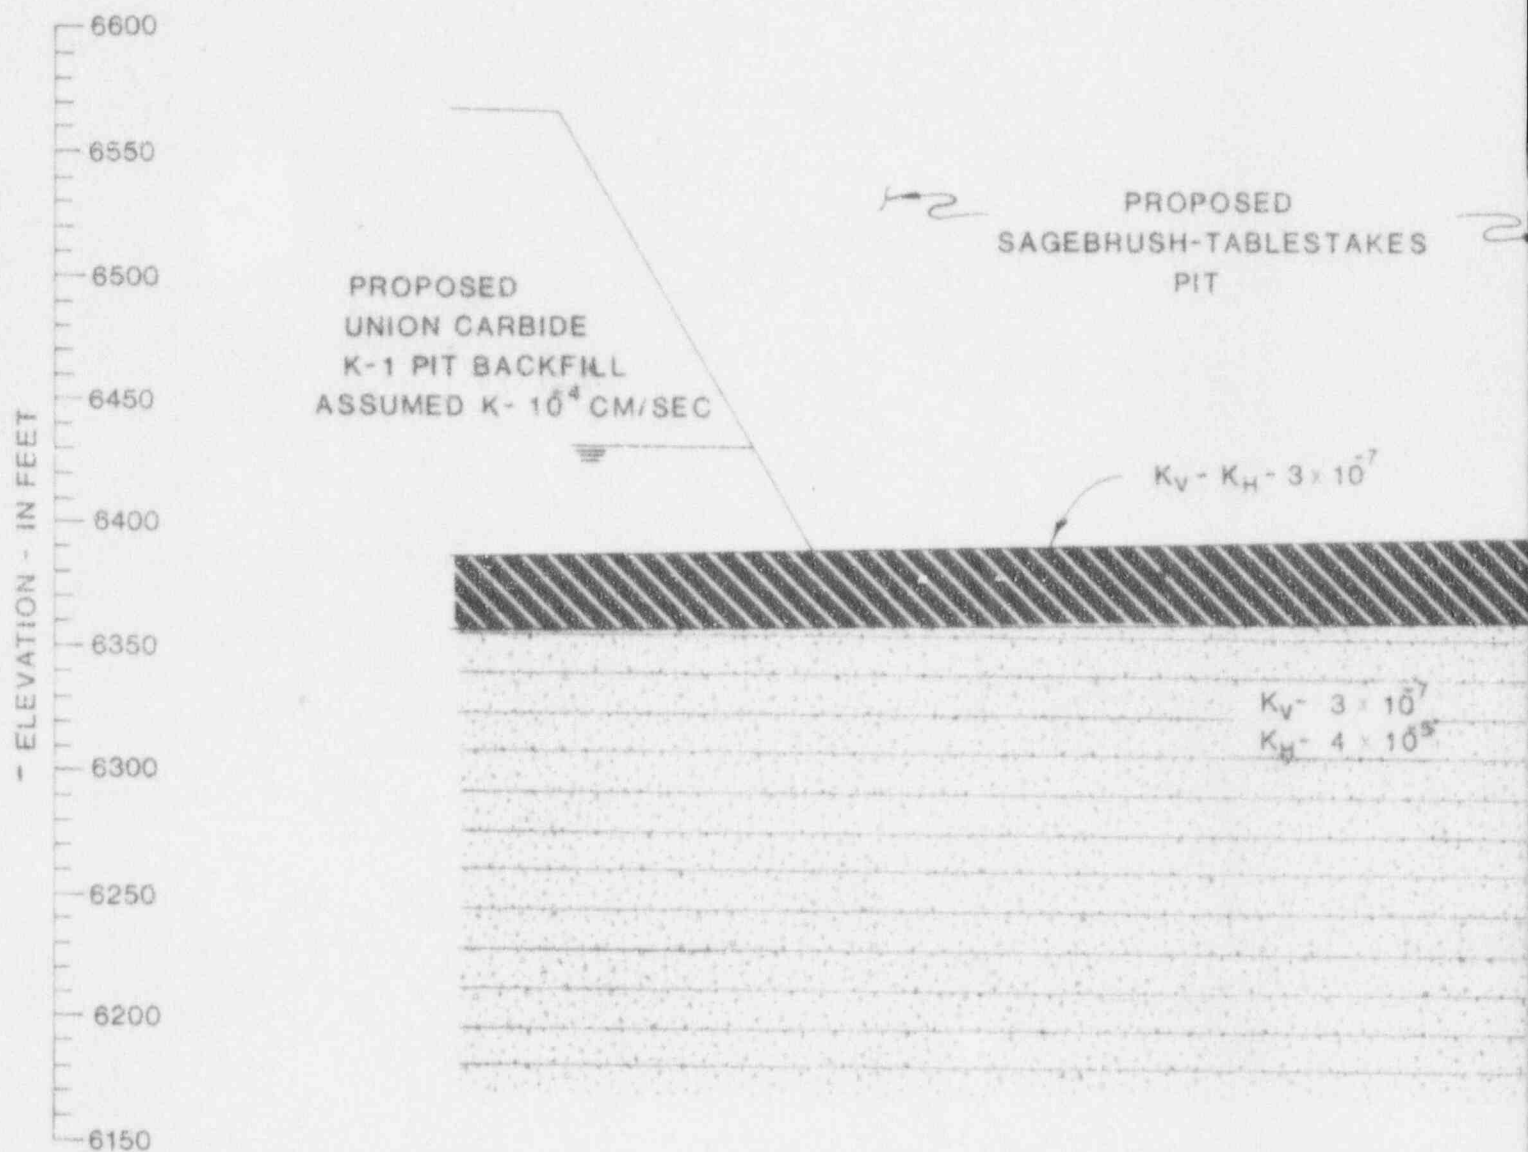 6600
6550
6500
6450
6400
6350
6300
6250
6200
6150
- ELEVATION - IN FEET
PROPOSED
UNION CARBIDE
K-1 PIT BACKFILL
ASSUMED K- 10⁻⁴ CM/SEC
PROPOSED
SAGEBRUSH-TABLESTAKES
PIT
Kᵥ - K_H - 3 × 10⁻⁷
Kᵥ- 3 × 10⁻⁷
K_H- 4 × 10⁻⁵